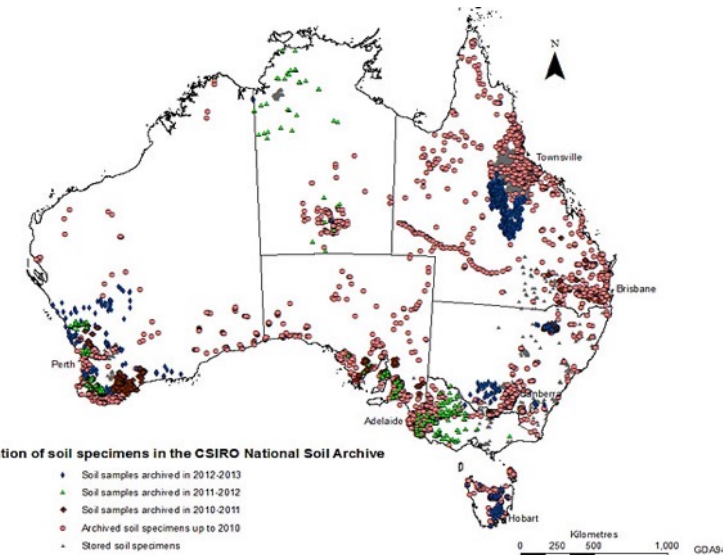 N
Townsville
Brisbane
Perth
Canberra
Adelaide
tion of soil specimens in the CSIRO National Soil Archive
Soil samples archived in 2012-2013
Soil samples archived in 2011-2012
Soil samples archived in 2010-2011
Archived soil specimens up to 2010
Stored soil specimens
Hobart
Kilometres
0 250 500 1,000